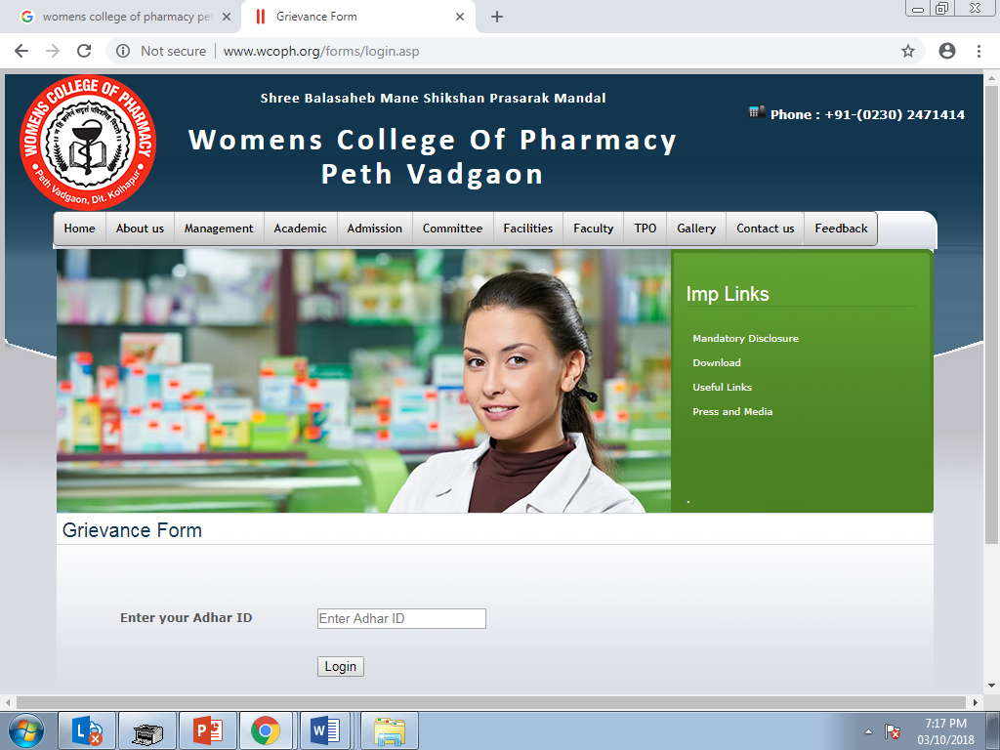 womens college of pharmacy pet
Grievance Form
Not secure
www.wcoph.org/forms/login.asp
WOMENS COLLEGE OF PHARMACY
Peth Vadgaon, Dit. Kolhapur
Shree Balasaheb Mane Shikshan Prasarak Mandal
Womens College Of Pharmacy
Peth Vadgaon
Phone : +91-(0230) 2471414
Home About us Management Academic Admission Committee Facilities Faculty TPO Gallery Contact us Feedback
Imp Links
Mandatory Disclosure
Download
Useful Links
Press and Media
.
Grievance Form
Enter your Adhar ID
Enter Adhar ID
Login
7:17 PM
03/10/2018